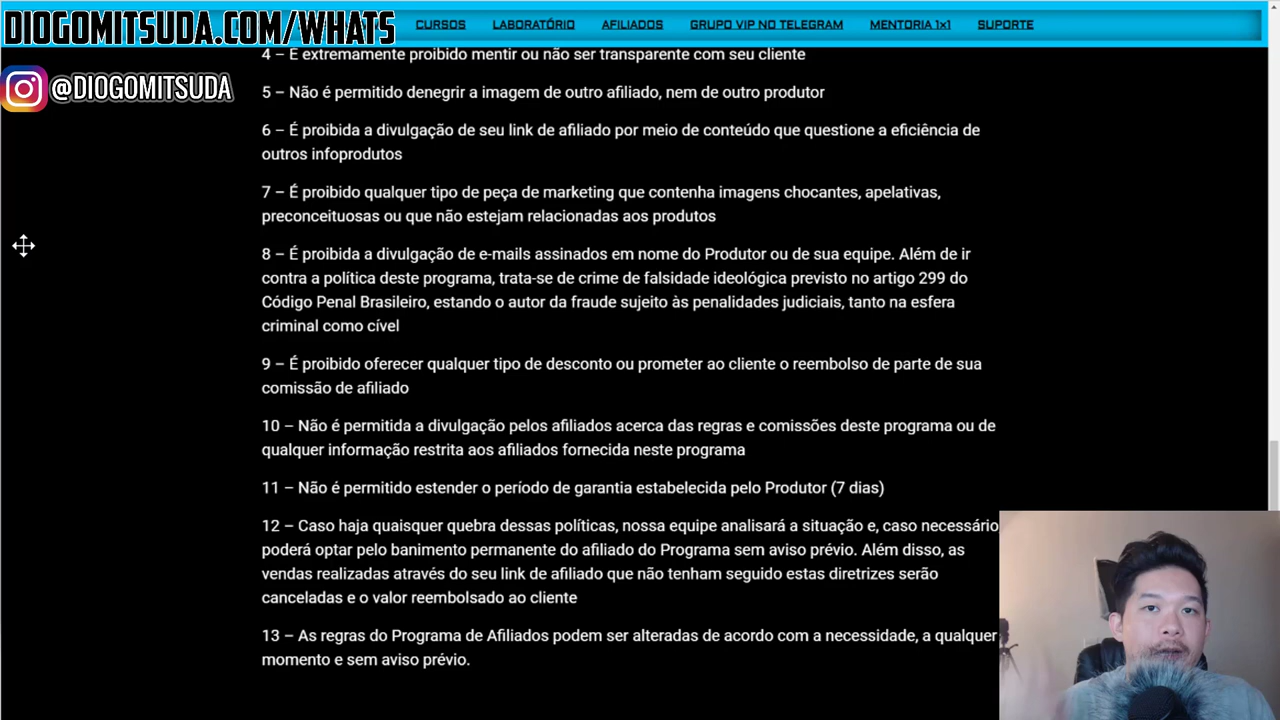 DIOGOMITSUDA.COM/WHATS
CURSOS LABORATÓRIO AFILIADOS GRUPO VIP NO TELEGRAM MENTORIA 1x1 SUPORTE
@DIOGOMITSUDA
4 – É extremamente proibido mentir ou não ser transparente com seu cliente
5 – Não é permitido denegrir a imagem de outro afiliado, nem de outro produtor
6 – É proibida a divulgação de seu link de afiliado por meio de conteúdo que questione a eficiência de
outros infoprodutos
7 – É proibido qualquer tipo de peça de marketing que contenha imagens chocantes, apelativas,
preconceituosas ou que não estejam relacionadas aos produtos
8 – É proibida a divulgação de e-mails assinados em nome do Produtor ou de sua equipe. Além de ir
contra a política deste programa, trata-se de crime de falsidade ideológica previsto no artigo 299 do
Código Penal Brasileiro, estando o autor da fraude sujeito às penalidades judiciais, tanto na esfera
criminal como cível
9 – É proibido oferecer qualquer tipo de desconto ou prometer ao cliente o reembolso de parte de sua
comissão de afiliado
10 – Não é permitida a divulgação pelos afiliados acerca das regras e comissões deste programa ou de
qualquer informação restrita aos afiliados fornecida neste programa
11 – Não é permitido estender o período de garantia estabelecida pelo Produtor (7 dias)
12 – Caso haja quaisquer quebra dessas políticas, nossa equipe analisará a situação e, caso necessário
poderá optar pelo banimento permanente do afiliado do Programa sem aviso prévio. Além disso, as
vendas realizadas através do seu link de afiliado que não tenham seguido estas diretrizes serão
canceladas e o valor reembolsado ao cliente
13 – As regras do Programa de Afiliados podem ser alteradas de acordo com a necessidade, a qualquer
momento e sem aviso prévio.